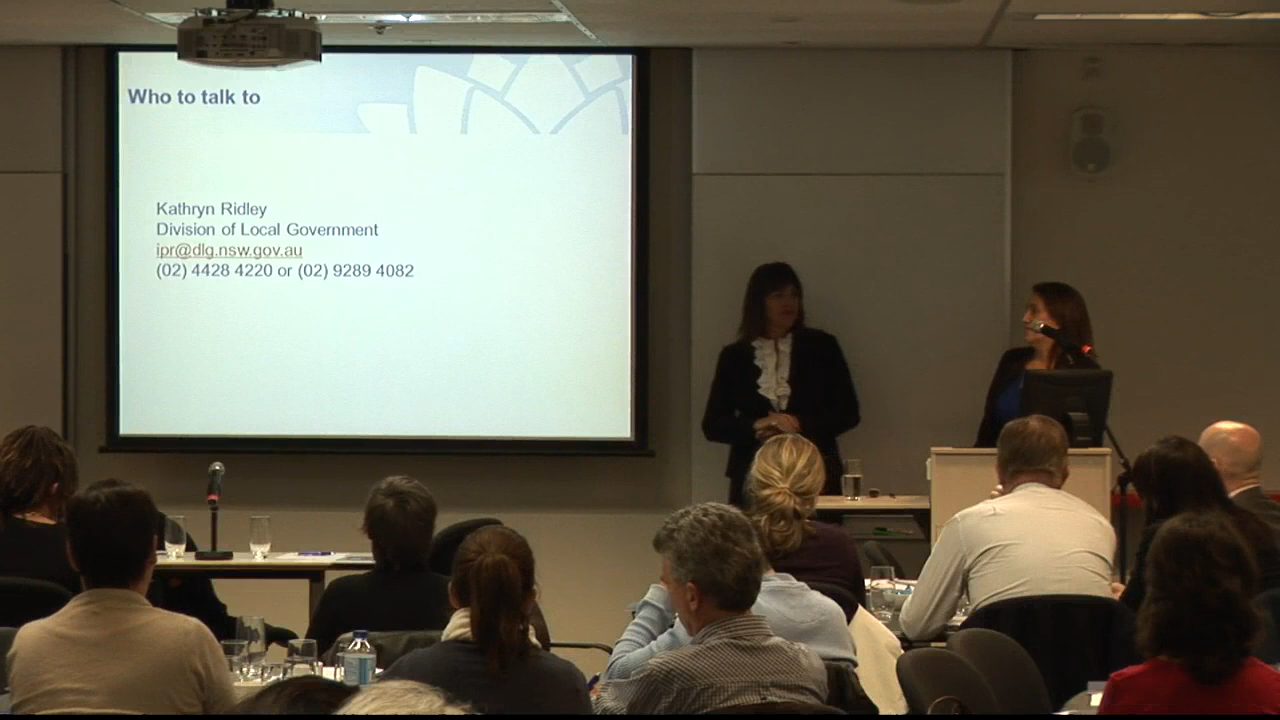 Who to talk to
Kathryn Ridley
Division of Local Government
ipr@dlg.nsw.gov.au
(02) 4428 4220 or (02) 9289 4082